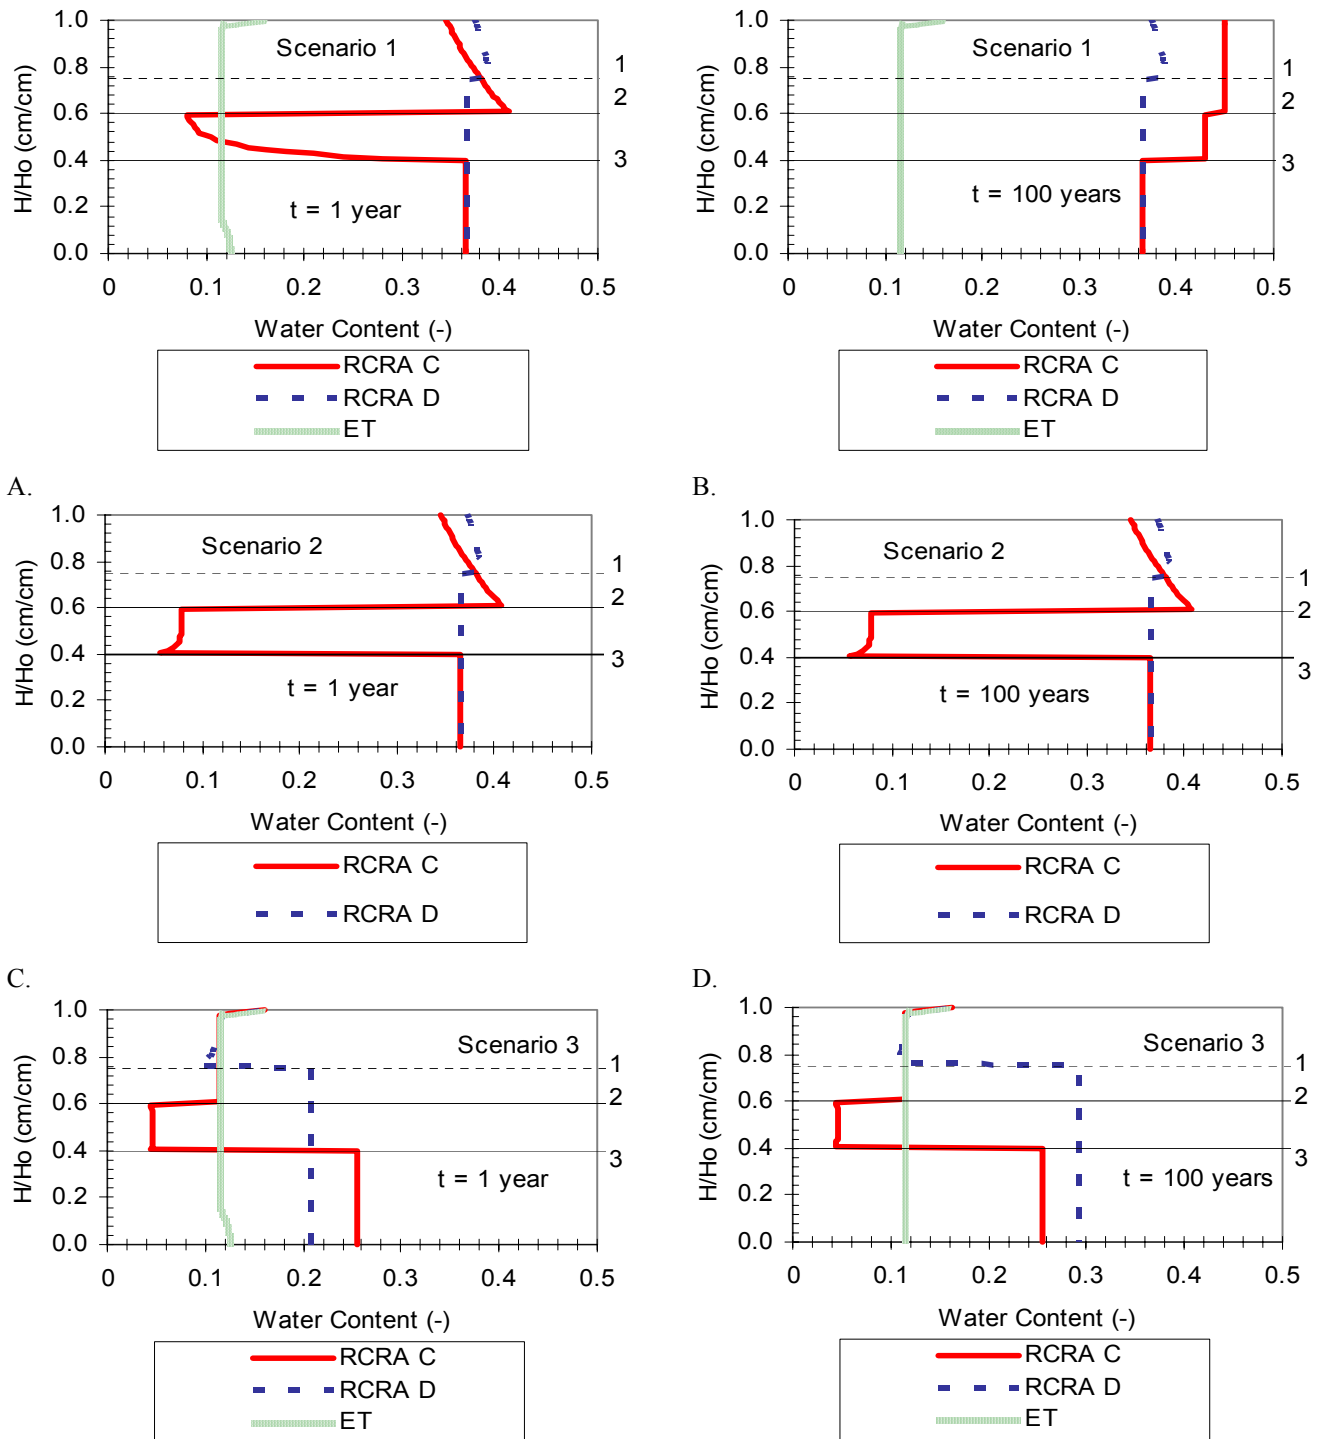 H/Ho (cm/cm)
1.0
0.8
0.6
0.4
0.2
0.0
Scenario 1
t = 1 year
1
2
3
0 0.1 0.2 0.3 0.4 0.5
Water Content (-)
RCRA C
RCRA D
ET
H/Ho (cm/cm)
1.0
0.8
0.6
0.4
0.2
0.0
Scenario 1
t = 100 years
1
2
3
0 0.1 0.2 0.3 0.4 0.5
Water Content (-)
RCRA C
RCRA D
ET
A.
B.
H/Ho (cm/cm)
1.0
0.8
0.6
0.4
0.2
0.0
Scenario 2
t = 1 year
1
2
3
0 0.1 0.2 0.3 0.4 0.5
Water Content (-)
RCRA C
RCRA D
H/Ho (cm/cm)
1.0
0.8
0.6
0.4
0.2
0.0
Scenario 2
t = 100 years
1
2
3
0 0.1 0.2 0.3 0.4 0.5
Water Content (-)
RCRA C
RCRA D
C.
D.
H/Ho (cm/cm)
1.0
0.8
0.6
0.4
0.2
0.0
Scenario 3
t = 1 year
1
2
3
0 0.1 0.2 0.3 0.4 0.5
Water Content (-)
RCRA C
RCRA D
ET
H/Ho (cm/cm)
1.0
0.8
0.6
0.4
0.2
0.0
Scenario 3
t = 100 years
1
2
3
0 0.1 0.2 0.3 0.4 0.5
Water Content (-)
RCRA C
RCRA D
ET